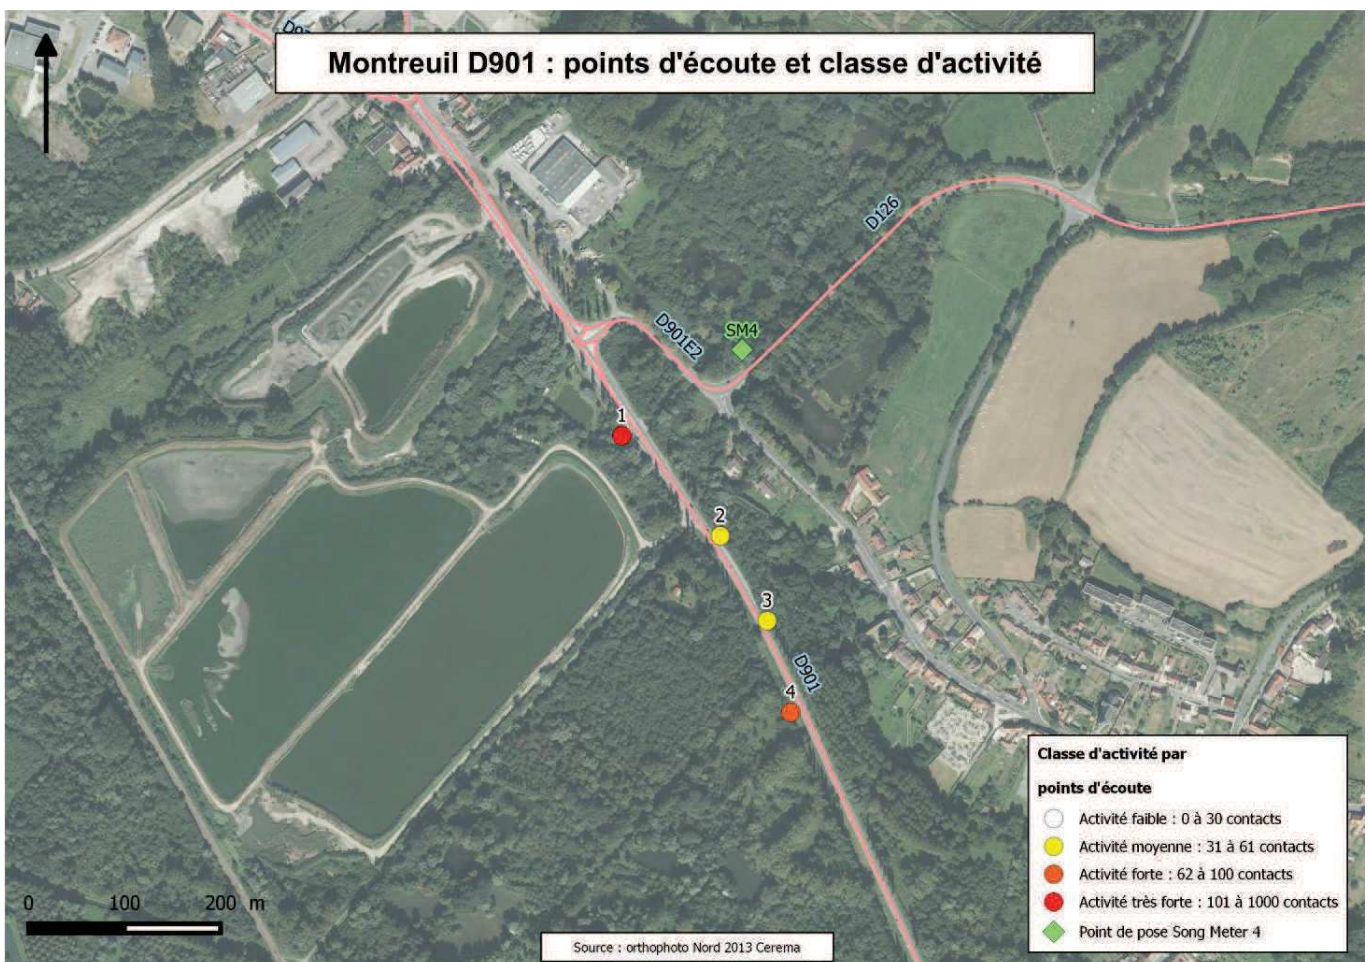 Montreuil D901 : points d'écoute et classe d'activité
D126
SM4
D901E2
1
2
3
D901
4
Classe d'activité par
points d'écoute
Activité faible : 0 à 30 contacts
Activité moyenne : 31 à 61 contacts
Activité forte : 62 à 100 contacts
Activité très forte : 101 à 1000 contacts
Point de pose Song Meter 4
0 100 200 m
Source : orthophoto Nord 2013 Cerema